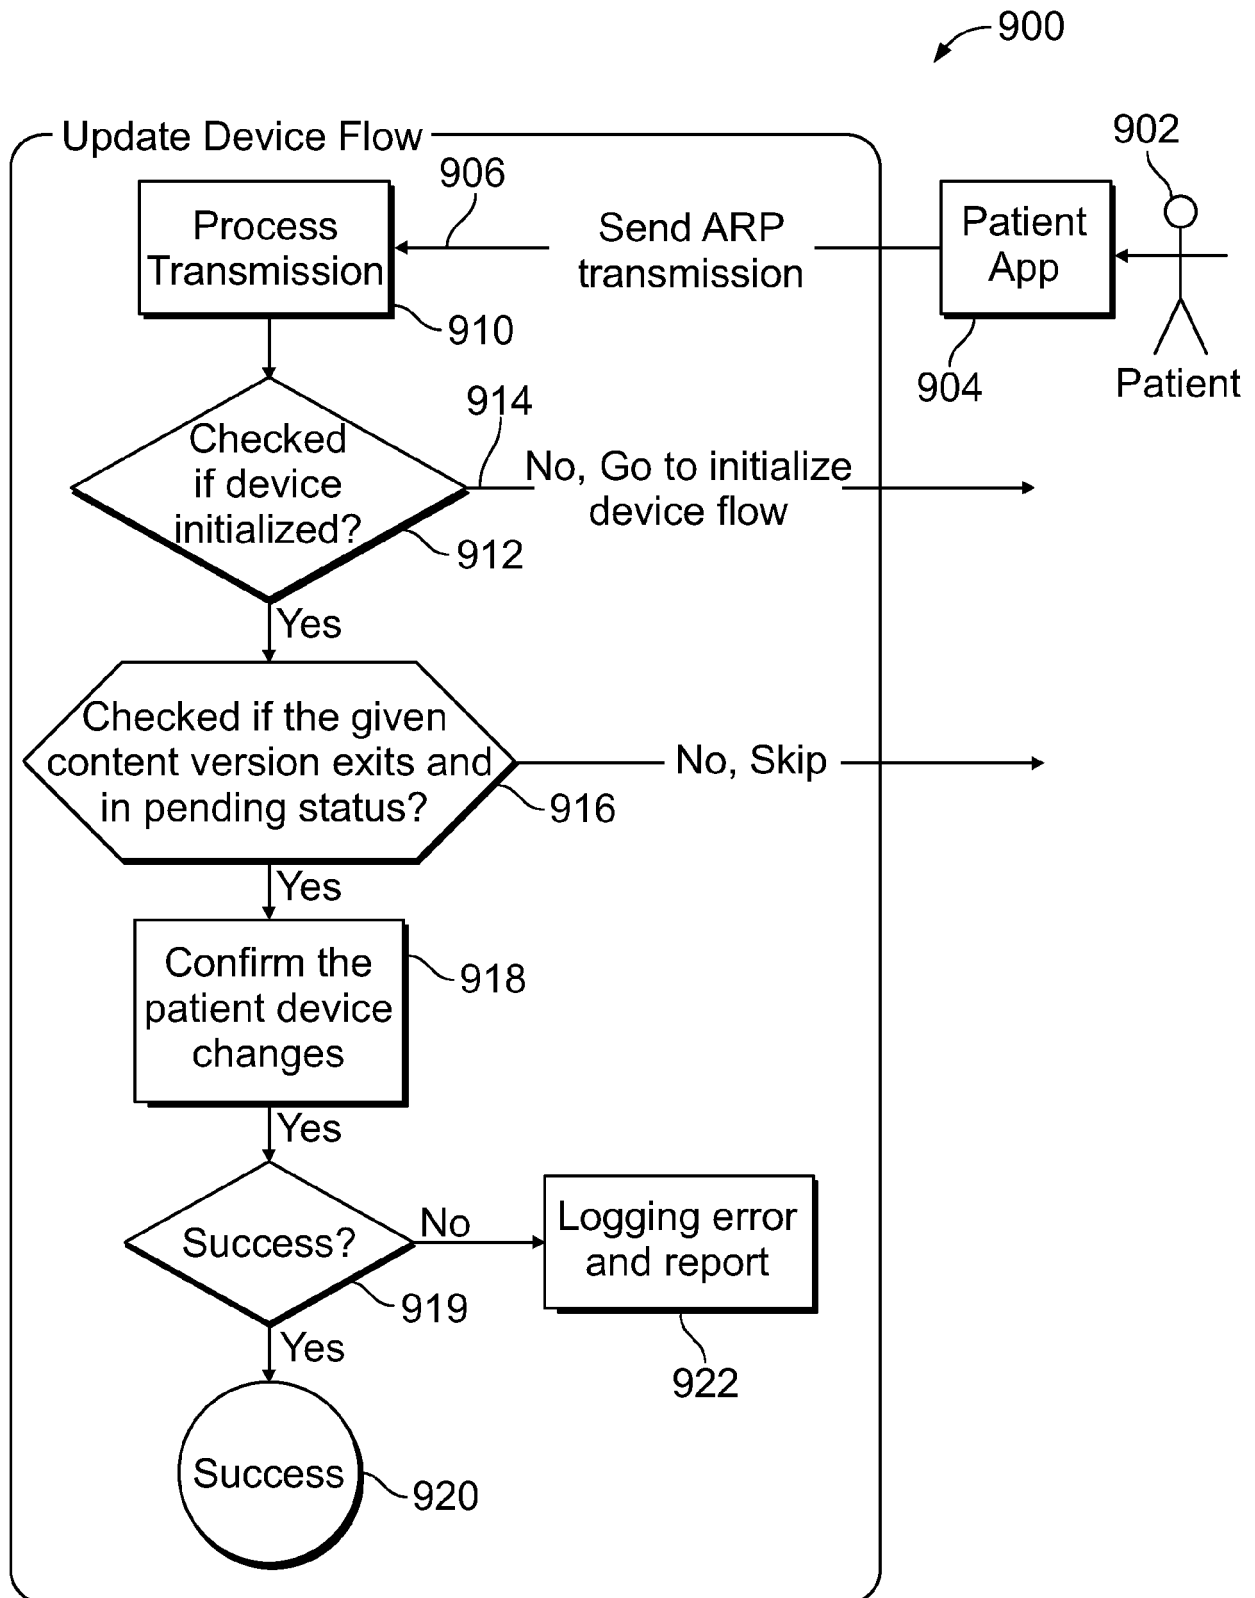 900
Update Device Flow
902
906
Process
Transmission
Send ARP
transmission
Patient
App
910
904
Patient
914
Checked
if device
initialized?
No, Go to initialize
device flow
912
Yes
Checked if the given
content version exits and
in pending status?
No, Skip
916
Yes
Confirm the
patient device
changes
918
Yes
Success?
No
Logging error
and report
919
Yes
922
Success
920